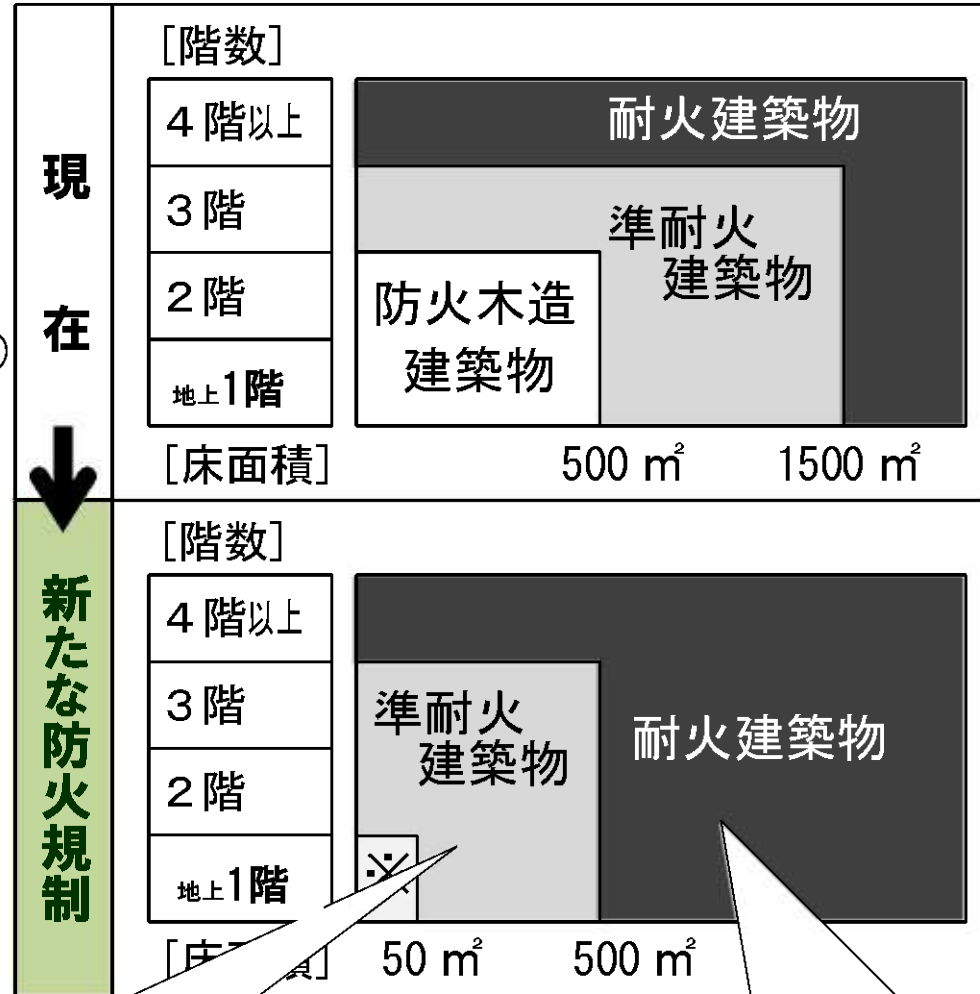 現在
[階数]
４階以上
３階
２階
地上1階
耐火建築物
準耐火
建築物
防火木造
建築物
[床面積]
500 ㎡
1500 ㎡
新たな防火規制
[階数]
４階以上
３階
２階
地上1階
準耐火
建築物
耐火建築物
※
50 ㎡
500 ㎡